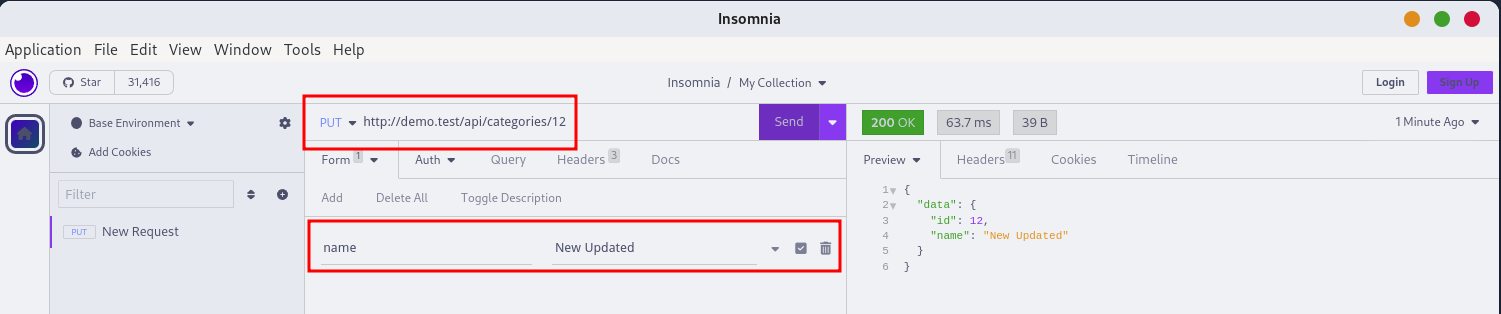 Insomnia
Application File Edit View Window Tools Help
Star 31,416
Insomnia / My Collection
Login Sign Up
Base Environment
Add Cookies
Filter
PUT New Request
PUT http://demo.test/api/categories/12 Send
Form 1 Auth Query Headers 3 Docs
Add Delete All Toggle Description
name New Updated
200 OK 63.7 ms 39 B 1 Minute Ago
Preview Headers 11 Cookies Timeline
1 {
2 "data": {
3 "id": 12,
4 "name": "New Updated"
5 }
6 }